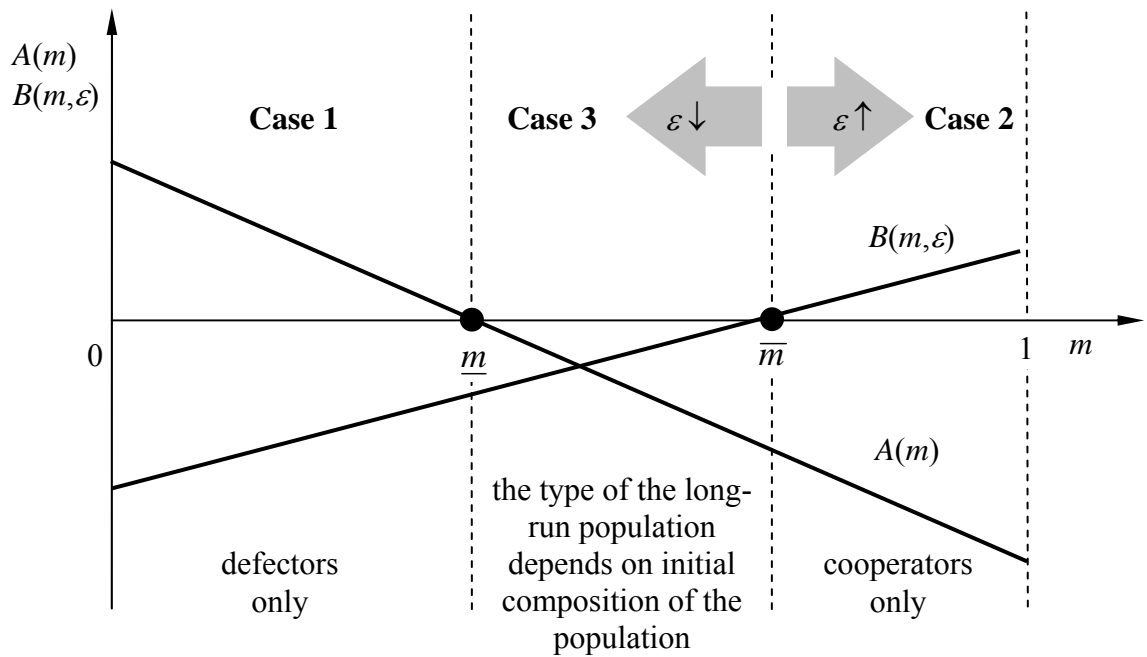 A(m)
B(m,ε)
Case 1
Case 3
ε↓
ε↑
Case 2
B(m,ε)
0
m̲
m̅
1
m
A(m)
the type of the long-
run population
depends on initial
composition of the
population
defectors
only
cooperators
only